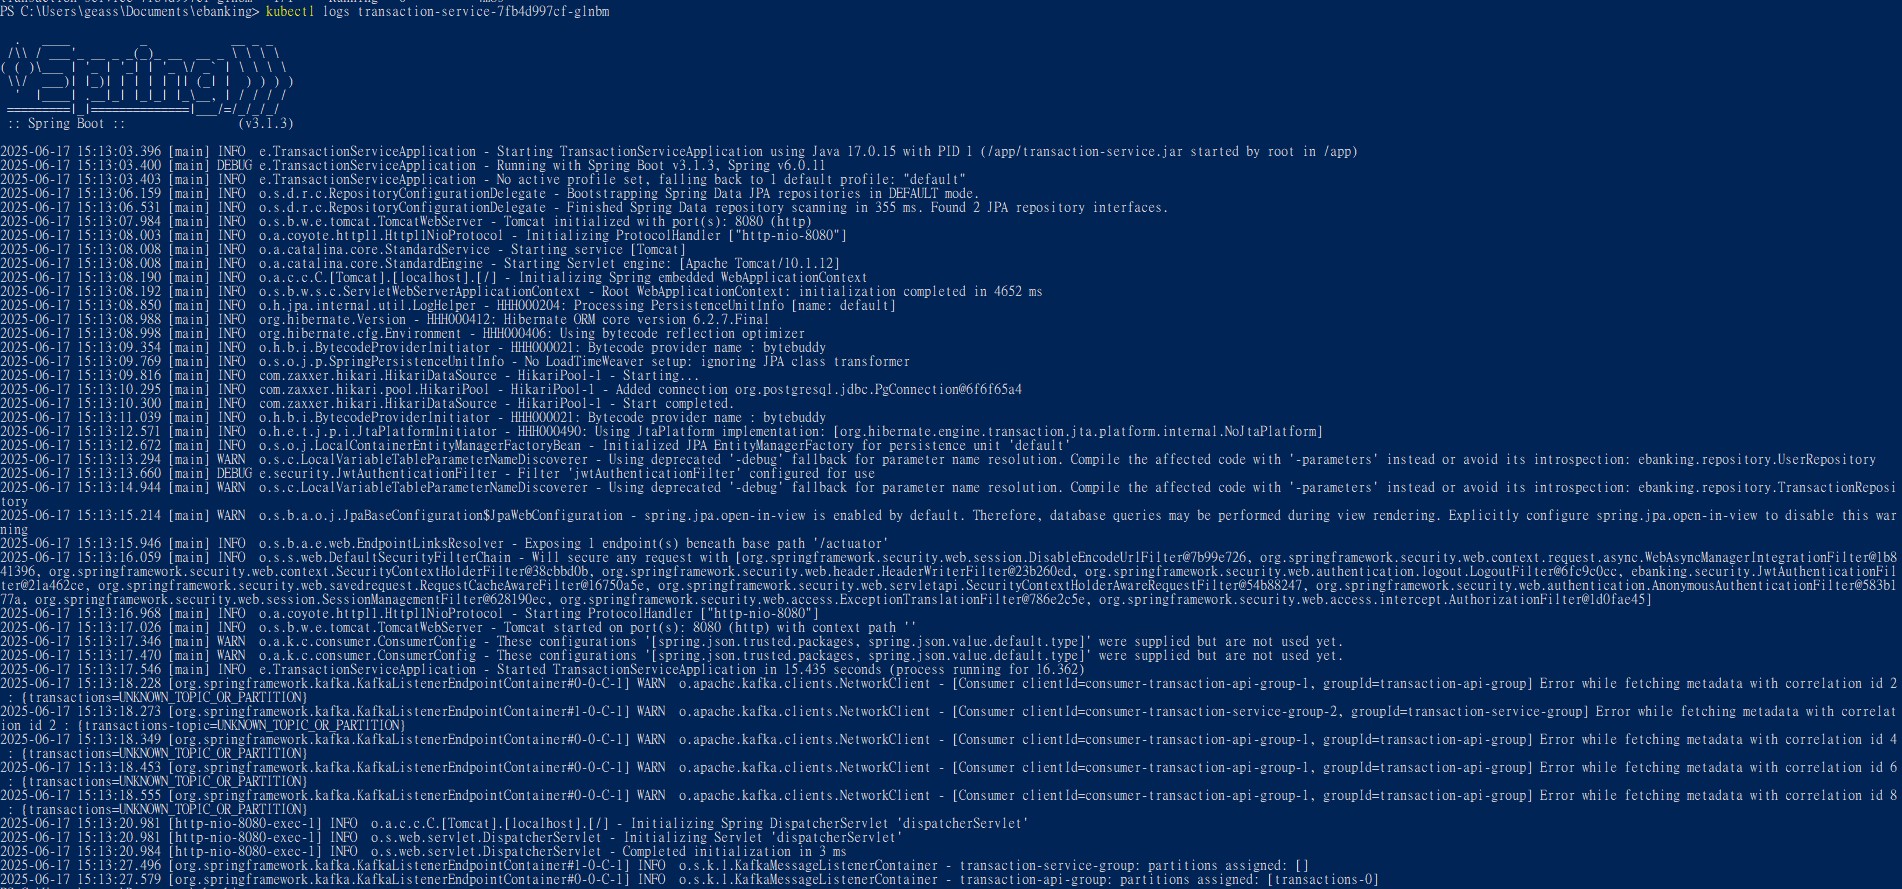 PS C:\Users\geass\Documents\ebanking> kubectl logs transaction-service-7fb4d997cf-glnbm
:: Spring Boot ::                (v3.1.3)
2025-06-17 15:13:03.396 [main] INFO  e.TransactionServiceApplication - Starting TransactionServiceApplication using Java 17.0.15 with PID 1 (/app/transaction-service.jar started by root in /app)
2025-06-17 15:13:03.400 [main] DEBUG e.TransactionServiceApplication - Running with Spring Boot v3.1.3, Spring v6.0.11
2025-06-17 15:13:03.403 [main] INFO  e.TransactionServiceApplication - No active profile set, falling back to 1 default profile: "default"
2025-06-17 15:13:06.159 [main] INFO  o.s.d.r.c.RepositoryConfigurationDelegate - Bootstrapping Spring Data JPA repositories in DEFAULT mode.
2025-06-17 15:13:06.531 [main] INFO  o.s.d.r.c.RepositoryConfigurationDelegate - Finished Spring Data repository scanning in 355 ms. Found 2 JPA repository interfaces.
2025-06-17 15:13:07.984 [main] INFO  o.s.b.w.e.tomcat.TomcatWebServer - Tomcat initialized with port(s): 8080 (http)
2025-06-17 15:13:08.003 [main] INFO  o.a.coyote.http11.Http11NioProtocol - Initializing ProtocolHandler ["http-nio-8080"]
2025-06-17 15:13:08.008 [main] INFO  o.a.catalina.core.StandardService - Starting service [Tomcat]
2025-06-17 15:13:08.008 [main] INFO  o.a.catalina.core.StandardEngine - Starting Servlet engine: [Apache Tomcat/10.1.12]
2025-06-17 15:13:08.190 [main] INFO  o.a.c.c.C.[Tomcat].[localhost].[/] - Initializing Spring embedded WebApplicationContext
2025-06-17 15:13:08.192 [main] INFO  o.s.b.w.s.c.ServletWebServerApplicationContext - Root WebApplicationContext: initialization completed in 4652 ms
2025-06-17 15:13:08.850 [main] INFO  o.h.jpa.internal.util.LogHelper - HHH000204: Processing PersistenceUnitInfo [name: default]
2025-06-17 15:13:08.988 [main] INFO  org.hibernate.Version - HHH000412: Hibernate ORM core version 6.2.7.Final
2025-06-17 15:13:08.998 [main] INFO  org.hibernate.cfg.Environment - HHH000406: Using bytecode reflection optimizer
2025-06-17 15:13:09.354 [main] INFO  o.h.b.i.BytecodeProviderInitiator - HHH000021: Bytecode provider name : bytebuddy
2025-06-17 15:13:09.769 [main] INFO  o.s.o.j.p.SpringPersistenceUnitInfo - No LoadTimeWeaver setup: ignoring JPA class transformer
2025-06-17 15:13:09.816 [main] INFO  com.zaxxer.hikari.HikariDataSource - HikariPool-1 - Starting...
2025-06-17 15:13:10.295 [main] INFO  com.zaxxer.hikari.pool.HikariPool - HikariPool-1 - Added connection org.postgresql.jdbc.PgConnection@6f6f65a4
2025-06-17 15:13:10.300 [main] INFO  com.zaxxer.hikari.HikariDataSource - HikariPool-1 - Start completed.
2025-06-17 15:13:11.039 [main] INFO  o.h.b.i.BytecodeProviderInitiator - HHH000021: Bytecode provider name : bytebuddy
2025-06-17 15:13:12.571 [main] INFO  o.h.e.t.j.p.i.JtaPlatformInitiator - HHH000490: Using JtaPlatform implementation: [org.hibernate.engine.transaction.jta.platform.internal.NoJtaPlatform]
2025-06-17 15:13:12.672 [main] INFO  o.s.o.j.LocalContainerEntityManagerFactoryBean - Initialized JPA EntityManagerFactory for persistence unit 'default'
2025-06-17 15:13:13.294 [main] WARN  o.s.c.LocalVariableTableParameterNameDiscoverer - Using deprecated '-debug' fallback for parameter name resolution. Compile the affected code with '-parameters' instead or avoid its introspection: ebanking.repository.UserRepository
2025-06-17 15:13:13.660 [main] DEBUG e.security.JwtAuthenticationFilter - Filter 'jwtAuthenticationFilter' configured for use
2025-06-17 15:13:14.944 [main] WARN  o.s.c.LocalVariableTableParameterNameDiscoverer - Using deprecated '-debug' fallback for parameter name resolution. Compile the affected code with '-parameters' instead or avoid its introspection: ebanking.repository.TransactionReposi
tory
2025-06-17 15:13:15.214 [main] WARN  o.s.b.a.o.j.JpaBaseConfiguration$JpaWebConfiguration - spring.jpa.open-in-view is enabled by default. Therefore, database queries may be performed during view rendering. Explicitly configure spring.jpa.open-in-view to disable this war
ning
2025-06-17 15:13:15.946 [main] INFO  o.s.b.a.e.web.EndpointLinksResolver - Exposing 1 endpoint(s) beneath base path '/actuator'
2025-06-17 15:13:16.059 [main] INFO  o.s.s.web.DefaultSecurityFilterChain - Will secure any request with [org.springframework.security.web.session.DisableEncodeUrlFilter@7b99e726, org.springframework.security.web.context.request.async.WebAsyncManagerIntegrationFilter@1b8
41396, org.springframework.security.web.context.SecurityContextHolderFilter@38cbbd0b, org.springframework.security.web.header.HeaderWriterFilter@23b260ed, org.springframework.security.web.authentication.logout.LogoutFilter@6fc9c0cc, ebanking.security.JwtAuthenticationFil
ter@21a462ce, org.springframework.security.web.savedrequest.RequestCacheAwareFilter@16750a5e, org.springframework.security.web.servletapi.SecurityContextHolderAwareRequestFilter@54b88247, org.springframework.security.web.authentication.AnonymousAuthenticationFilter@583b1
77a, org.springframework.security.web.session.SessionManagementFilter@628190ec, org.springframework.security.web.access.ExceptionTranslationFilter@786e2c5e, org.springframework.security.web.access.intercept.AuthorizationFilter@1d0fae45]
2025-06-17 15:13:16.968 [main] INFO  o.a.coyote.http11.Http11NioProtocol - Starting ProtocolHandler ["http-nio-8080"]
2025-06-17 15:13:17.026 [main] INFO  o.s.b.w.e.tomcat.TomcatWebServer - Tomcat started on port(s): 8080 (http) with context path ''
2025-06-17 15:13:17.346 [main] WARN  o.a.k.c.consumer.ConsumerConfig - These configurations '[spring.json.trusted.packages, spring.json.value.default.type]' were supplied but are not used yet.
2025-06-17 15:13:17.470 [main] WARN  o.a.k.c.consumer.ConsumerConfig - These configurations '[spring.json.trusted.packages, spring.json.value.default.type]' were supplied but are not used yet.
2025-06-17 15:13:17.546 [main] INFO  e.TransactionServiceApplication - Started TransactionServiceApplication in 15.435 seconds (process running for 16.362)
2025-06-17 15:13:18.228 [org.springframework.kafka.KafkaListenerEndpointContainer#0-0-C-1] WARN  o.apache.kafka.clients.NetworkClient - [Consumer clientId=consumer-transaction-api-group-1, groupId=transaction-api-group] Error while fetching metadata with correlation id 2
 : {transactions=UNKNOWN_TOPIC_OR_PARTITION}
2025-06-17 15:13:18.273 [org.springframework.kafka.KafkaListenerEndpointContainer#1-0-C-1] WARN  o.apache.kafka.clients.NetworkClient - [Consumer clientId=consumer-transaction-service-group-2, groupId=transaction-service-group] Error while fetching metadata with correlat
ion id 2 : {transactions-topic=UNKNOWN_TOPIC_OR_PARTITION}
2025-06-17 15:13:18.349 [org.springframework.kafka.KafkaListenerEndpointContainer#0-0-C-1] WARN  o.apache.kafka.clients.NetworkClient - [Consumer clientId=consumer-transaction-api-group-1, groupId=transaction-api-group] Error while fetching metadata with correlation id 4
 : {transactions=UNKNOWN_TOPIC_OR_PARTITION}
2025-06-17 15:13:18.453 [org.springframework.kafka.KafkaListenerEndpointContainer#0-0-C-1] WARN  o.apache.kafka.clients.NetworkClient - [Consumer clientId=consumer-transaction-api-group-1, groupId=transaction-api-group] Error while fetching metadata with correlation id 6
 : {transactions=UNKNOWN_TOPIC_OR_PARTITION}
2025-06-17 15:13:18.555 [org.springframework.kafka.KafkaListenerEndpointContainer#0-0-C-1] WARN  o.apache.kafka.clients.NetworkClient - [Consumer clientId=consumer-transaction-api-group-1, groupId=transaction-api-group] Error while fetching metadata with correlation id 8
 : {transactions=UNKNOWN_TOPIC_OR_PARTITION}
2025-06-17 15:13:20.981 [http-nio-8080-exec-1] INFO  o.a.c.c.C.[Tomcat].[localhost].[/] - Initializing Spring DispatcherServlet 'dispatcherServlet'
2025-06-17 15:13:20.981 [http-nio-8080-exec-1] INFO  o.s.web.servlet.DispatcherServlet - Initializing Servlet 'dispatcherServlet'
2025-06-17 15:13:20.984 [http-nio-8080-exec-1] INFO  o.s.web.servlet.DispatcherServlet - Completed initialization in 3 ms
2025-06-17 15:13:27.496 [org.springframework.kafka.KafkaListenerEndpointContainer#1-0-C-1] INFO  o.s.k.l.KafkaMessageListenerContainer - transaction-service-group: partitions assigned: []
2025-06-17 15:13:27.579 [org.springframework.kafka.KafkaListenerEndpointContainer#0-0-C-1] INFO  o.s.k.l.KafkaMessageListenerContainer - transaction-api-group: partitions assigned: [transactions-0]